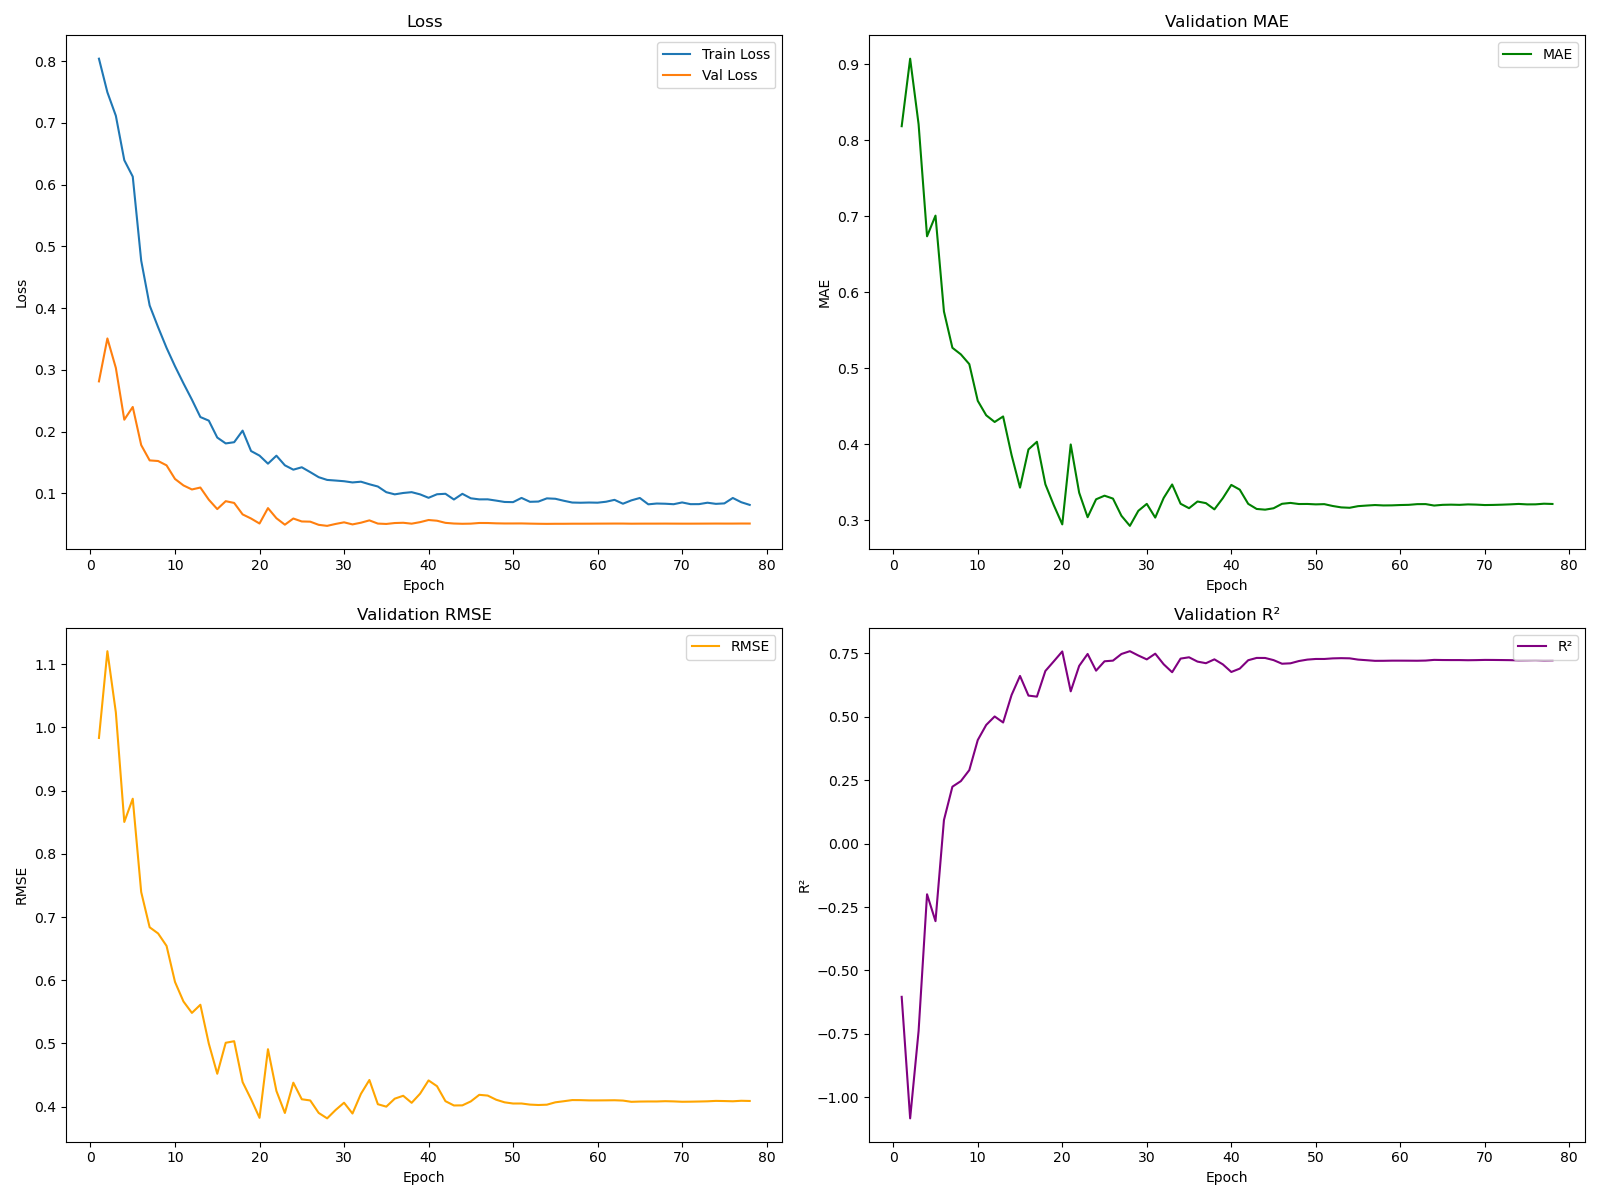 Loss
Train Loss
Val Loss
0.8
0.7
0.6
0.5
0.4
0.3
0.2
0.1
Loss
0 10 20 30 40 50 60 70 80
Epoch
Validation MAE
MAE
0.9
0.8
0.7
0.6
0.5
0.4
0.3
MAE
0 10 20 30 40 50 60 70 80
Epoch
Validation RMSE
RMSE
1.1
1.0
0.9
0.8
0.7
0.6
0.5
0.4
RMSE
0 10 20 30 40 50 60 70 80
Epoch
Validation R²
R²
0.75
0.50
0.25
0.00
−0.25
−0.50
−0.75
−1.00
R²
0 10 20 30 40 50 60 70 80
Epoch